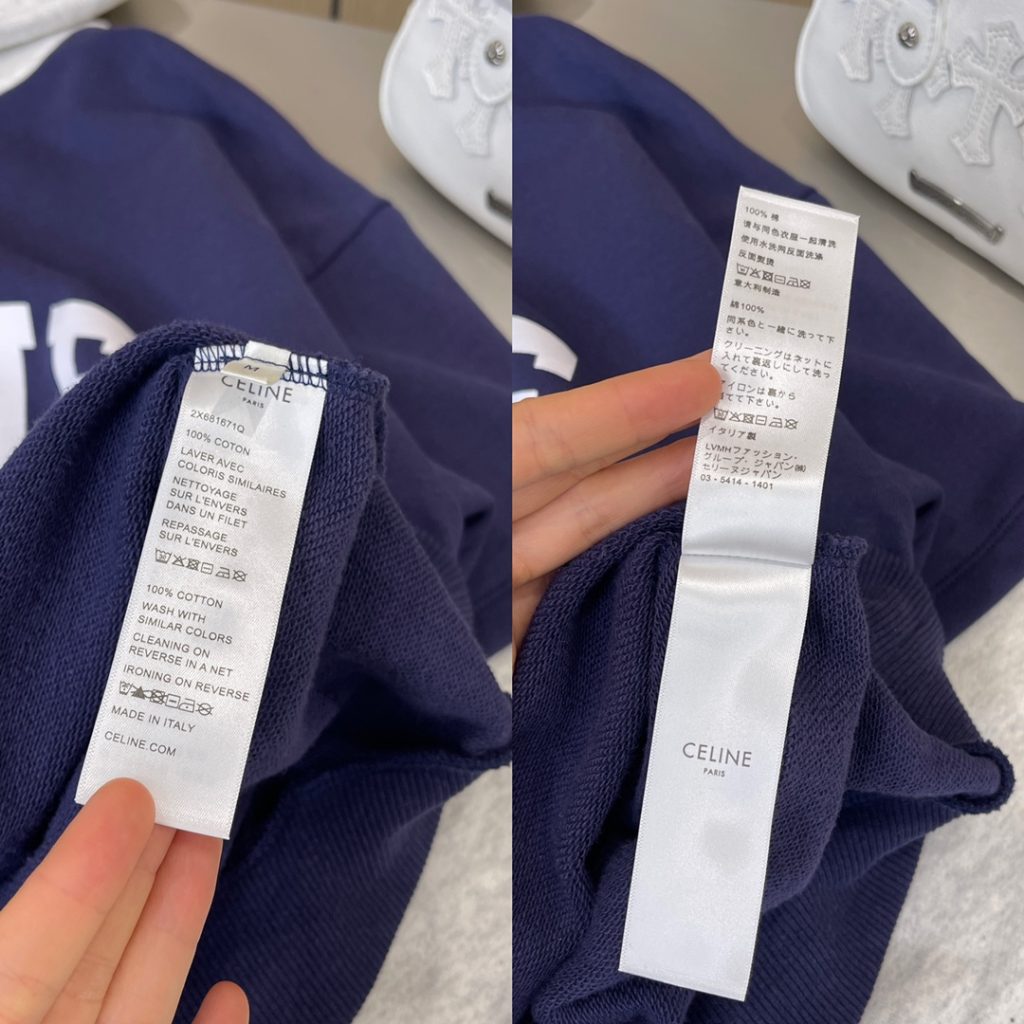 M
CELINE
PARIS
2X681671Q
100% COTON
LAVER AVEC
COLORIS SIMILAIRES
NETTOYAGE
SUR L'ENVERS
DANS UN FILET
REPASSAGE
SUR L'ENVERS
100% COTTON
WASH WITH
SIMILAR COLORS
CLEANING ON
REVERSE IN A NET
IRONING ON REVERSE
MADE IN ITALY
CELINE.COM
100% 棉
请与同色衣服一起清洗
使用水洗网反面洗涤
反面熨烫
意大利制造
綿100%
同系色と一緒に洗って下
さい。
クリーニングはネットに
入れて裏返しにして洗っ
てください。
アイロンは裏から
当てて下さい。
イタリア製
LVMHファッション・
グループ・ジャパン㈱
セリーヌジャパン
03・5414・1401
CELINE
PARIS